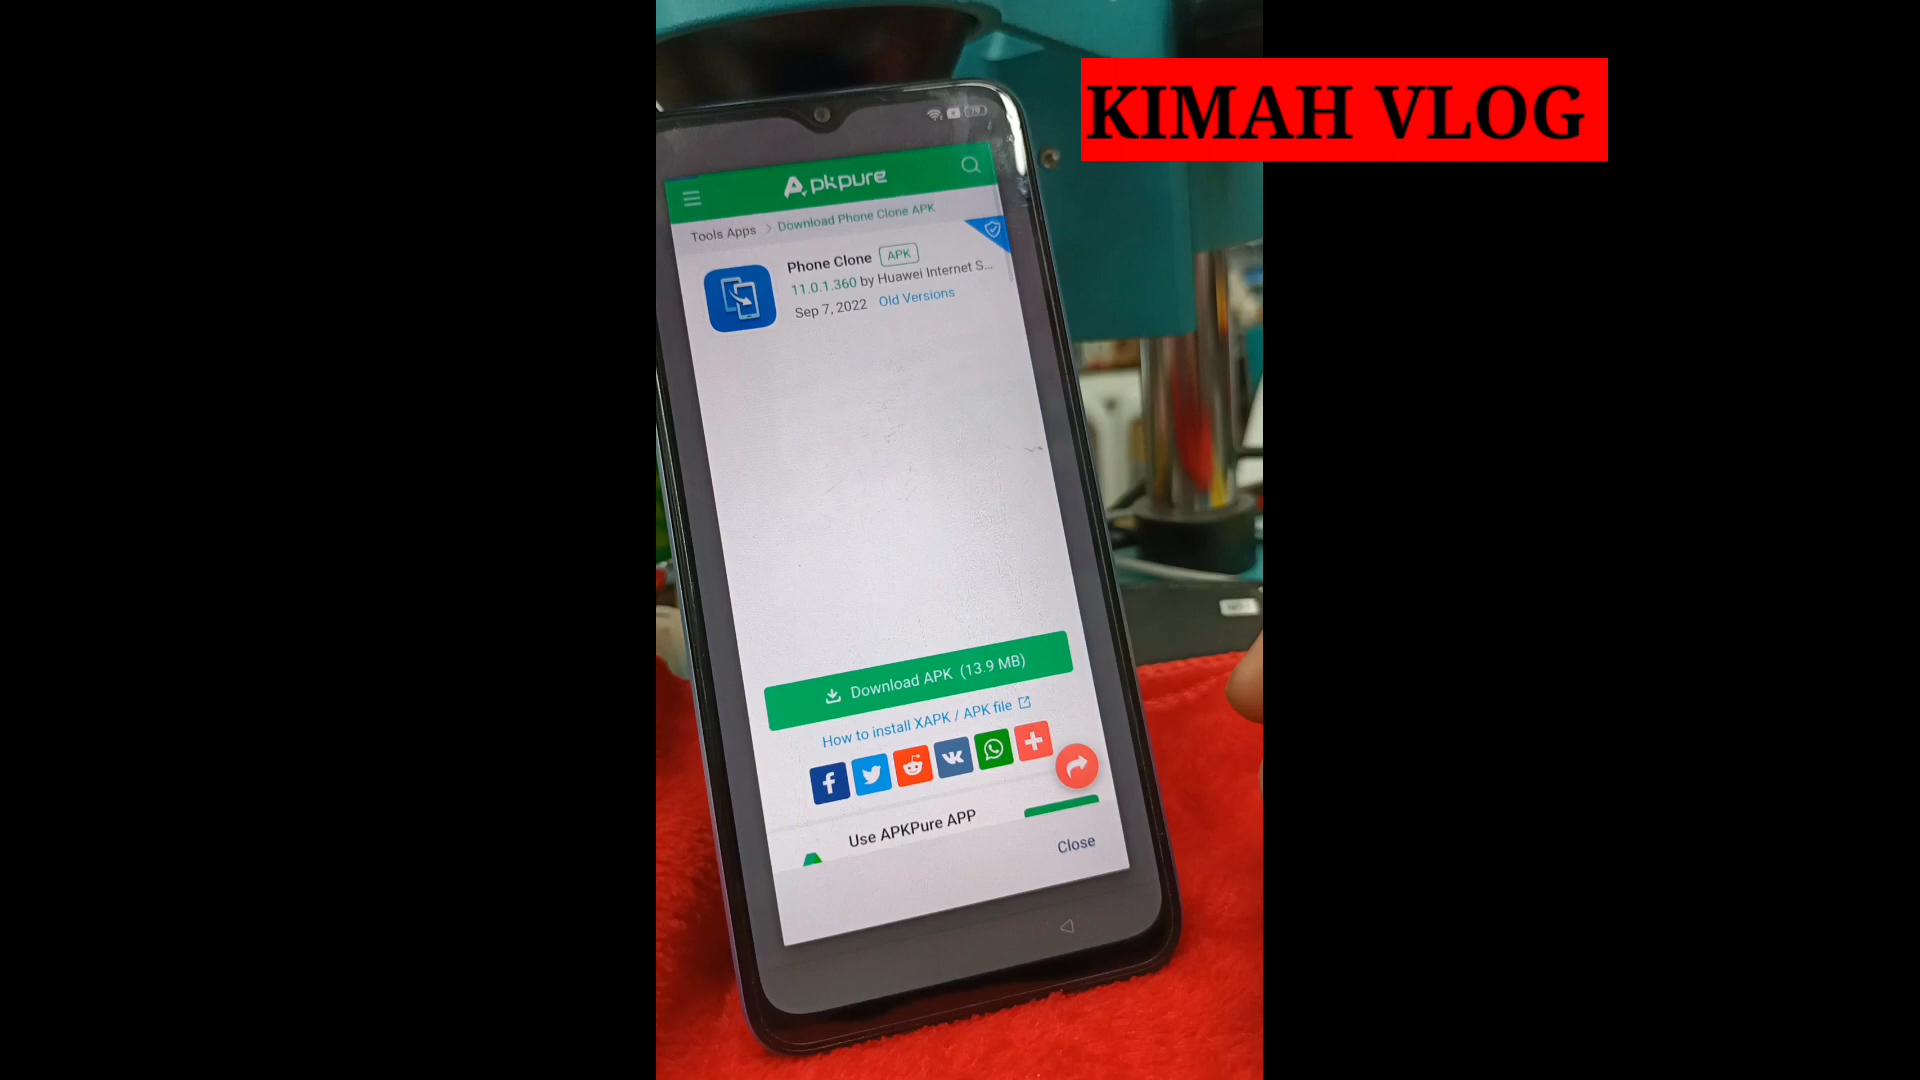 KIMAH VLOG
Apkpure
Tools Apps > Download Phone Clone APK
Phone Clone APK
11.0.1.360 by Huawei Internet S...
Sep 7, 2022 Old Versions
Download APK (13.9 MB)
How to install XAPK / APK file
Use APKPure APP
Close